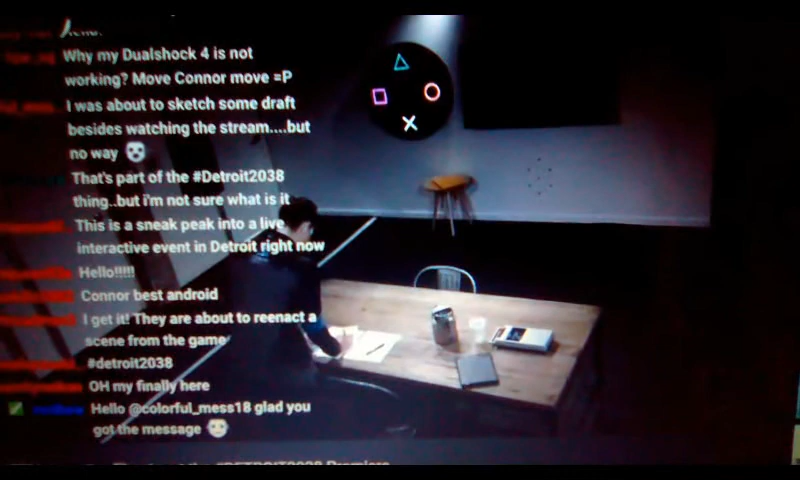 Why my Dualshock 4 is not
working? Move Connor move =P
I was about to sketch some draft
besides watching the stream....but
no way
That's part of the #Detroit2038
thing..but i'm not sure what is it
This is a sneak peak into a live
interactive event in Detroit right now
Hello!!!!!
Connor best android
I get it! They are about to reenact a
scene from the game
#detroit2038
OH my finally here
Hello @colorful_mess18 glad you
got the message
#DETROIT2038 Premiere